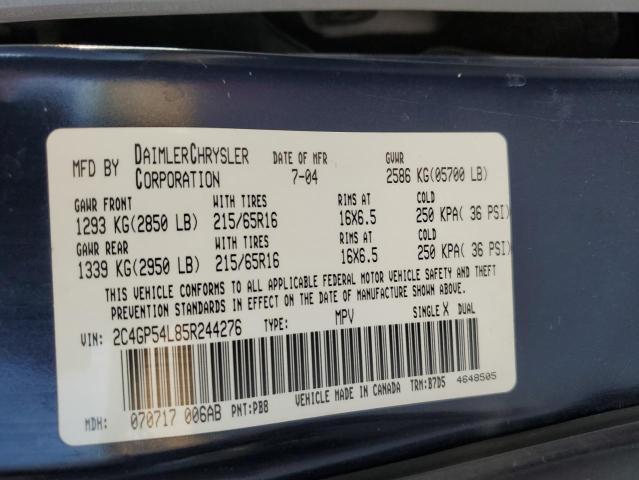 MFD BY DAIMLERCHRYSLER CORPORATION DATE OF MFR 7-04 GVWR 2586 KG(05700 LB)
GAWR FRONT WITH TIRES RIMS AT COLD
1293 KG(2850 LB) 215/65R16 16X6.5 250 KPA( 36 PSI)
GAWR REAR WITH TIRES RIMS AT COLD
1339 KG(2950 LB) 215/65R16 16X6.5 250 KPA( 36 PSI)
THIS VEHICLE CONFORMS TO ALL APPLICABLE FEDERAL MOTOR VEHICLE SAFETY AND THEFT
PREVENTION STANDARDS IN EFFECT ON THE DATE OF MANUFACTURE SHOWN ABOVE.
VIN: 2C4GP54L85R244276 TYPE: MPV SINGLE X DUAL
MDH: 070717 006AB PNT:PB8 VEHICLE MADE IN CANADA TRM:B7D5 4648505